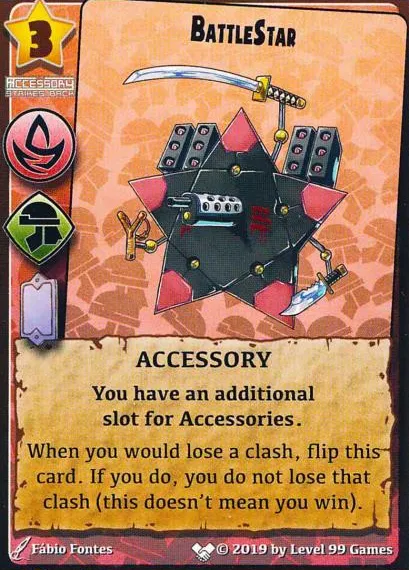 BATTLESTAR
3
ACCESSORY
STRIKES BACK
ACCESSORY
You have an additional
slot for Accessories.
When you would lose a clash, flip this
card. If you do, you do not lose that
clash (this doesn't mean you win).
Fábio Fontes
© 2019 by Level 99 Games